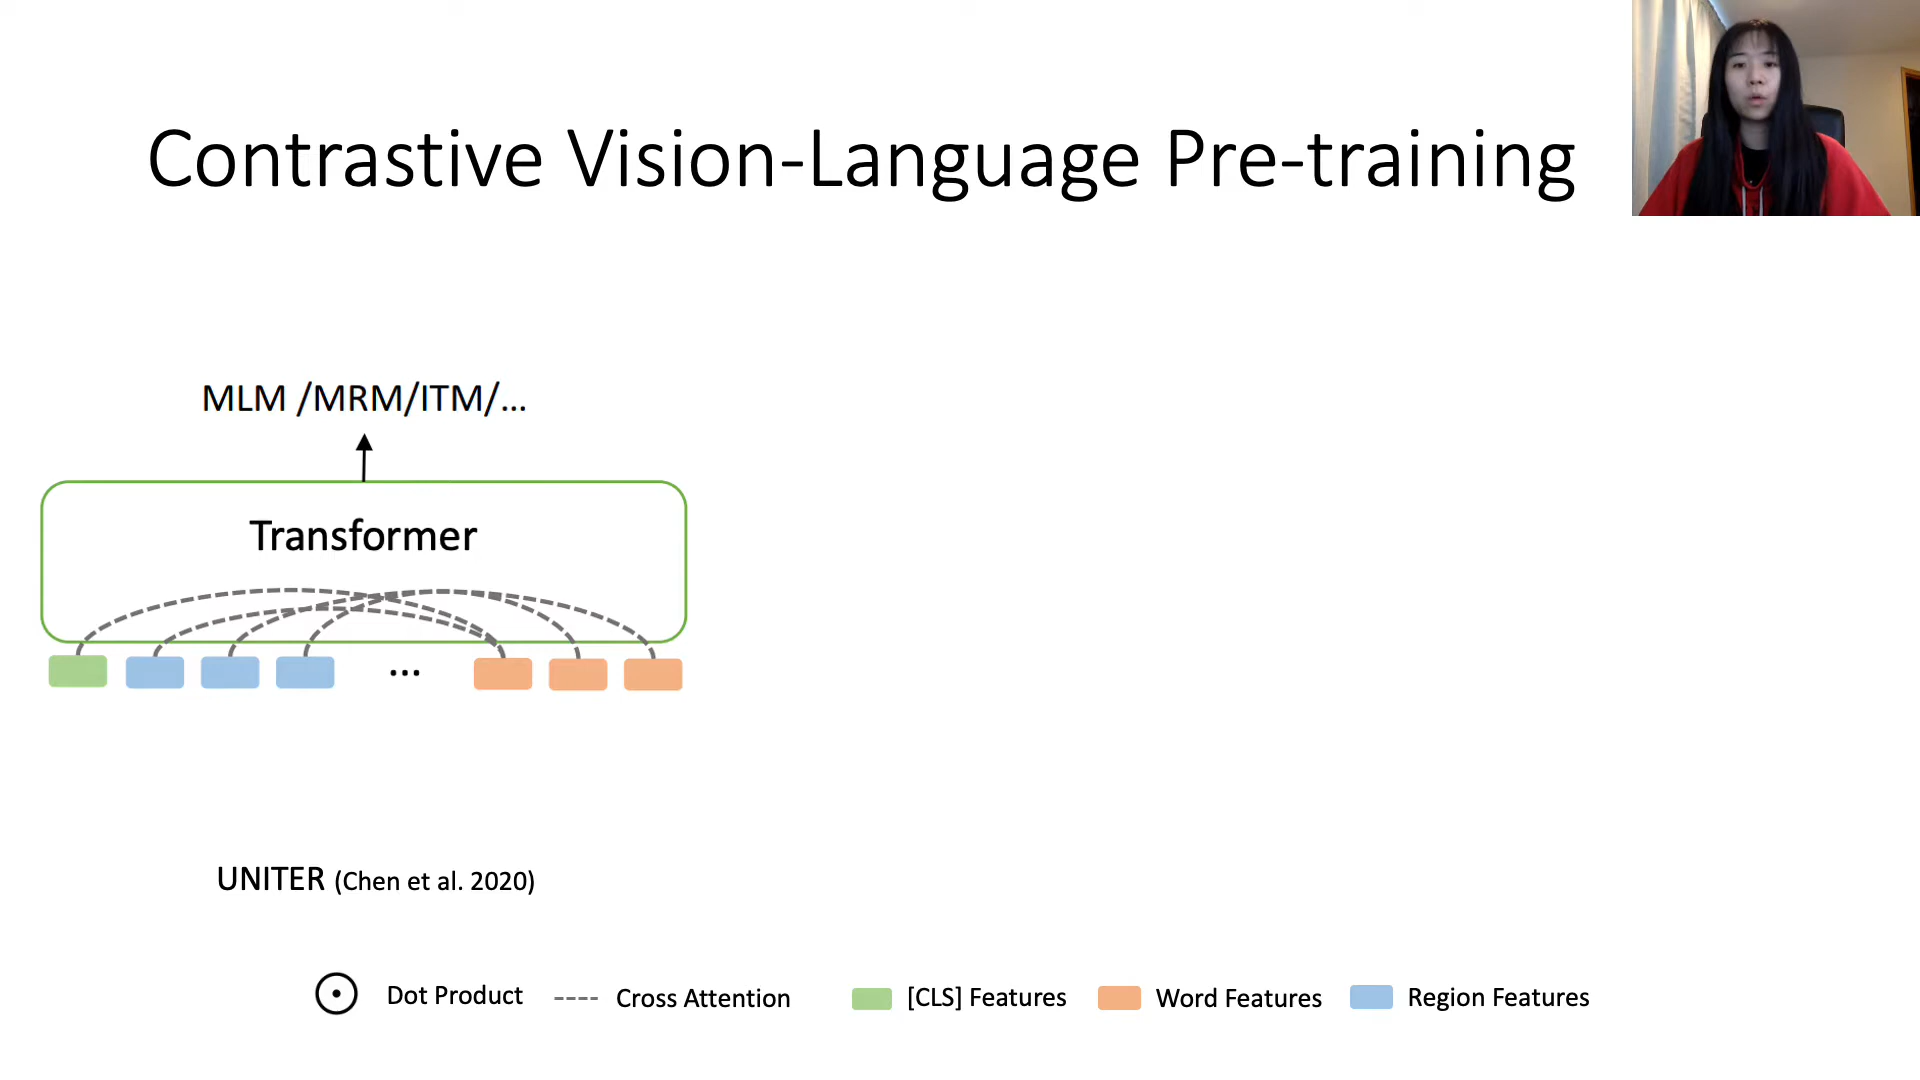 Contrastive Vision-Language Pre-training
MLM /MRM/ITM/...
Transformer
...
UNITER (Chen et al. 2020)
Dot Product
Cross Attention
[CLS] Features
Word Features
Region Features